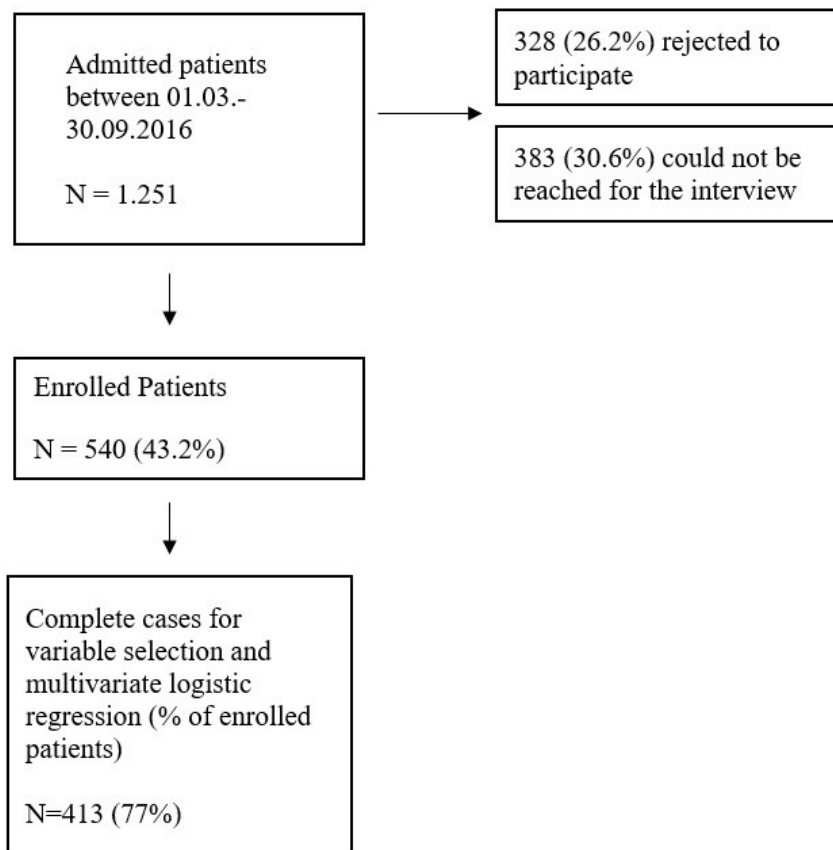 Admitted patients
between 01.03.-
30.09.2016
N = 1.251
328 (26.2%) rejected to
participate
383 (30.6%) could not be
reached for the interview
Enrolled Patients
N = 540 (43.2%)
Complete cases for
variable selection and
multivariate logistic
regression (% of enrolled
patients)
N=413 (77%)